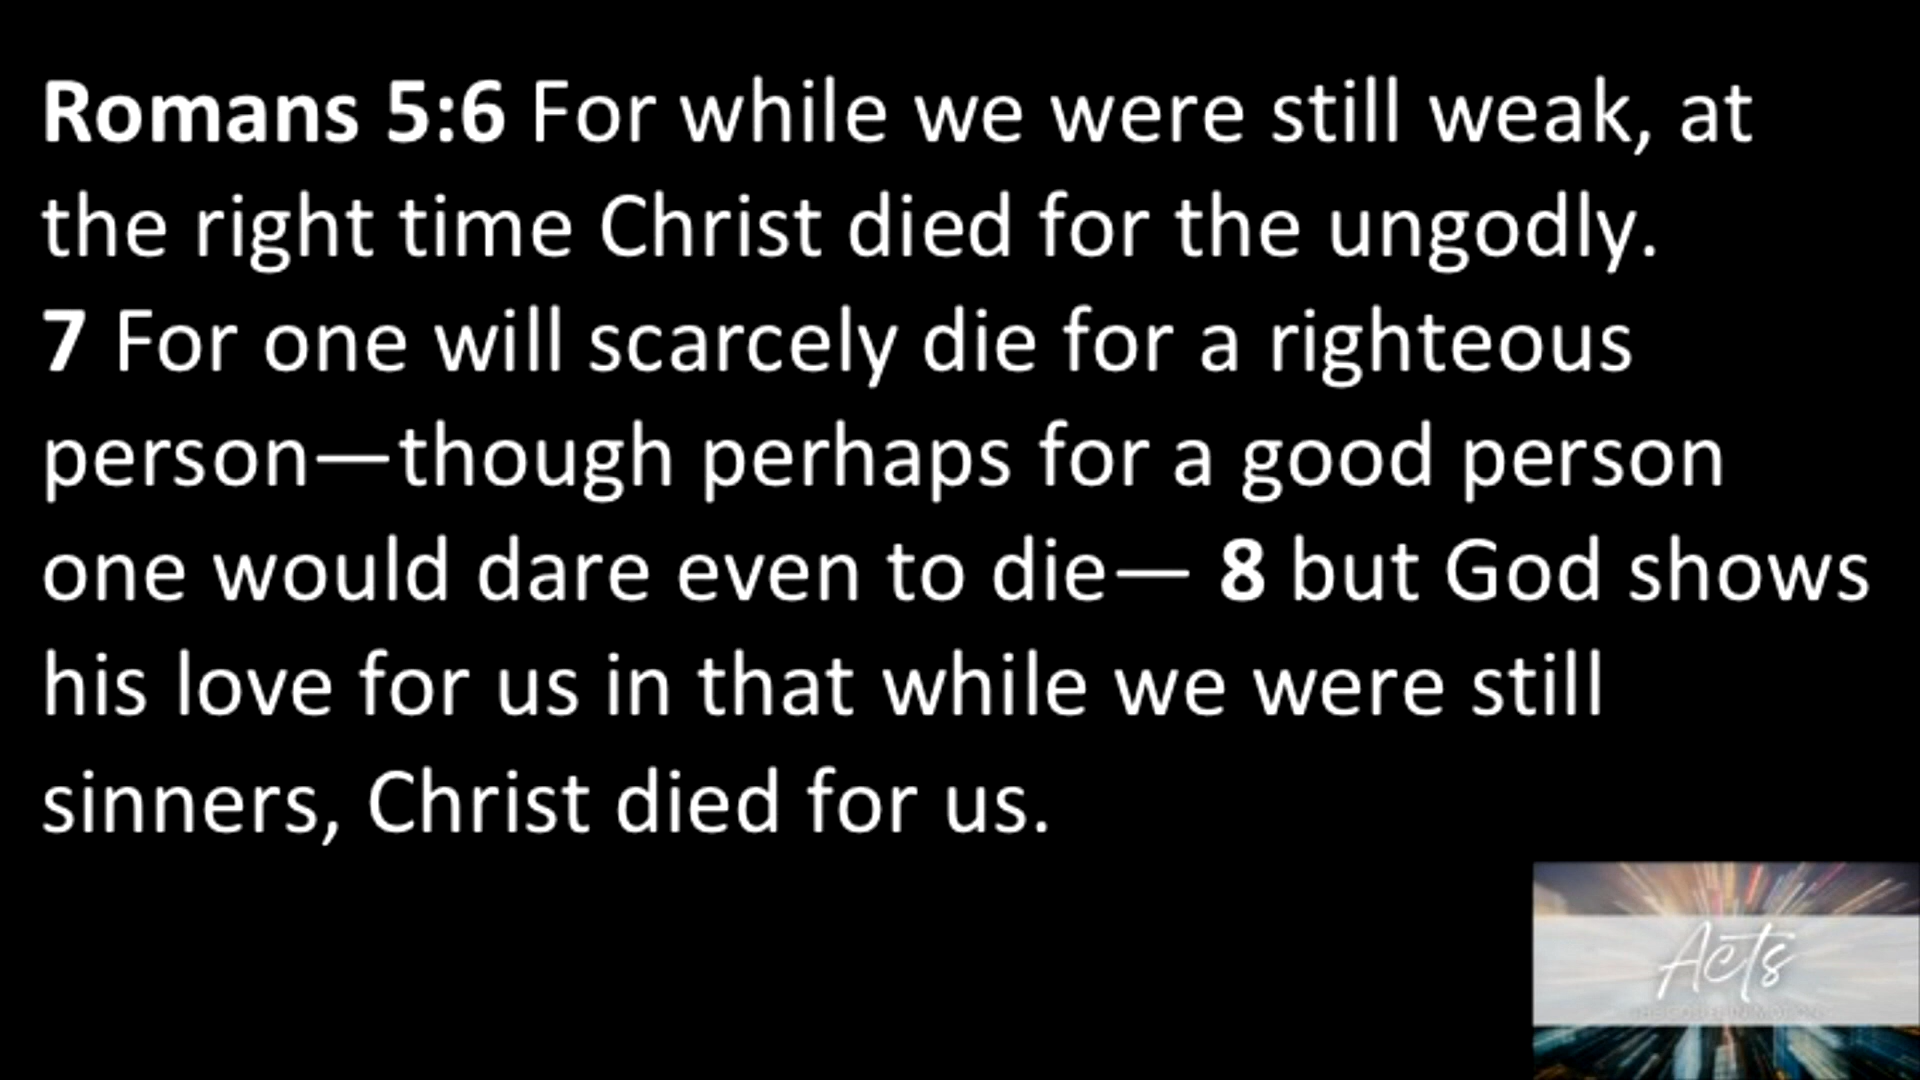 Romans 5:6 For while we were still weak, at
the right time Christ died for the ungodly.
7 For one will scarcely die for a righteous
person—though perhaps for a good person
one would dare even to die— 8 but God shows
his love for us in that while we were still
sinners, Christ died for us.
Acts